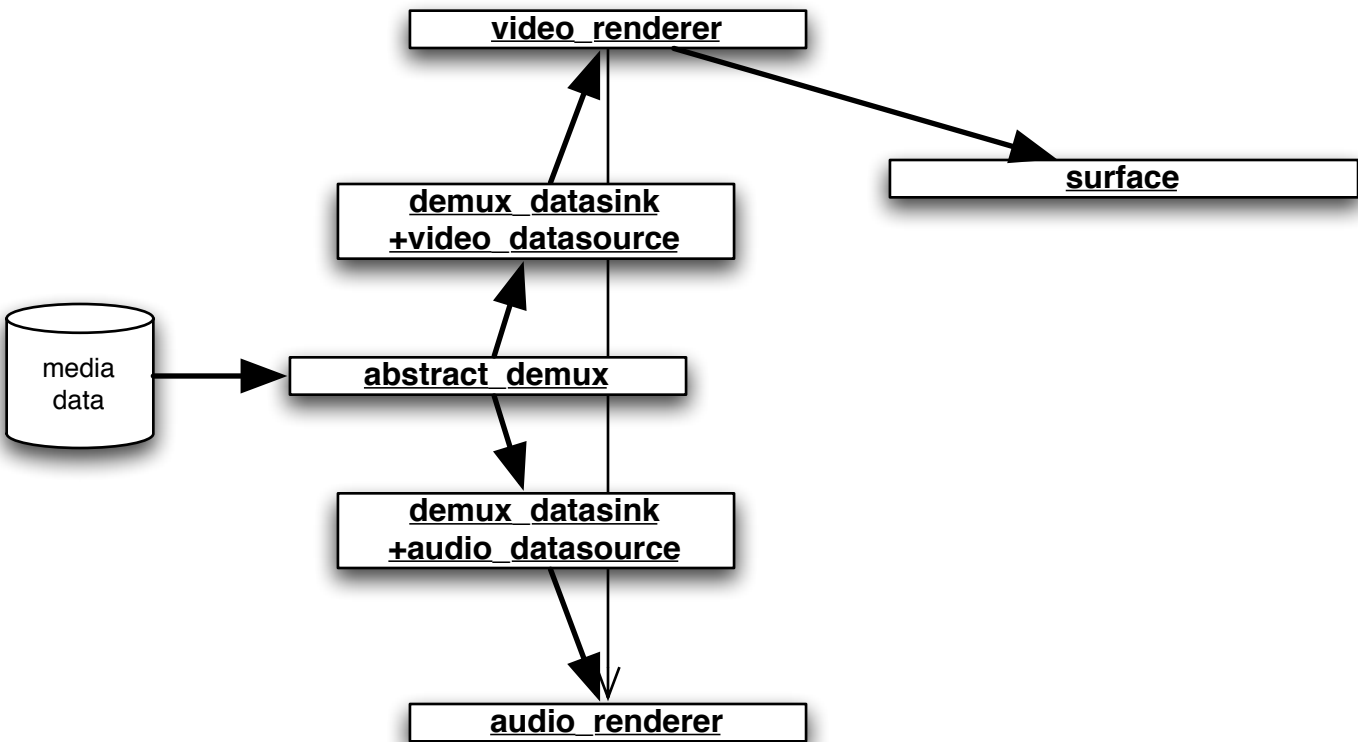 video_renderer
surface
demux_datasink
+video_datasource
media
data
abstract_demux
demux_datasink
+audio_datasource
audio_renderer